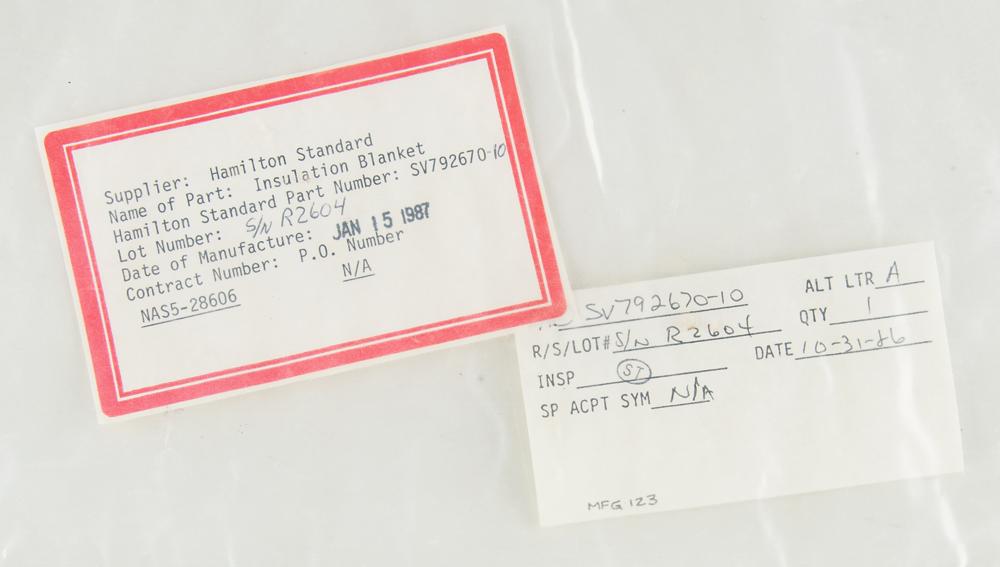 Supplier: Hamilton Standard
Name of Part: Insulation Blanket
Hamilton Standard Part Number: SV792670-10
Lot Number: S/N R2604
Date of Manufacture: JAN 15 1987
Contract Number: P.O. Number
NAS5-28606 N/A
SV792670-10 ALT LTR A
R/S/LOT# S/N R2604 QTY 1
INSP ST DATE 10-31-86
SP ACPT SYM N/A
MFG 123